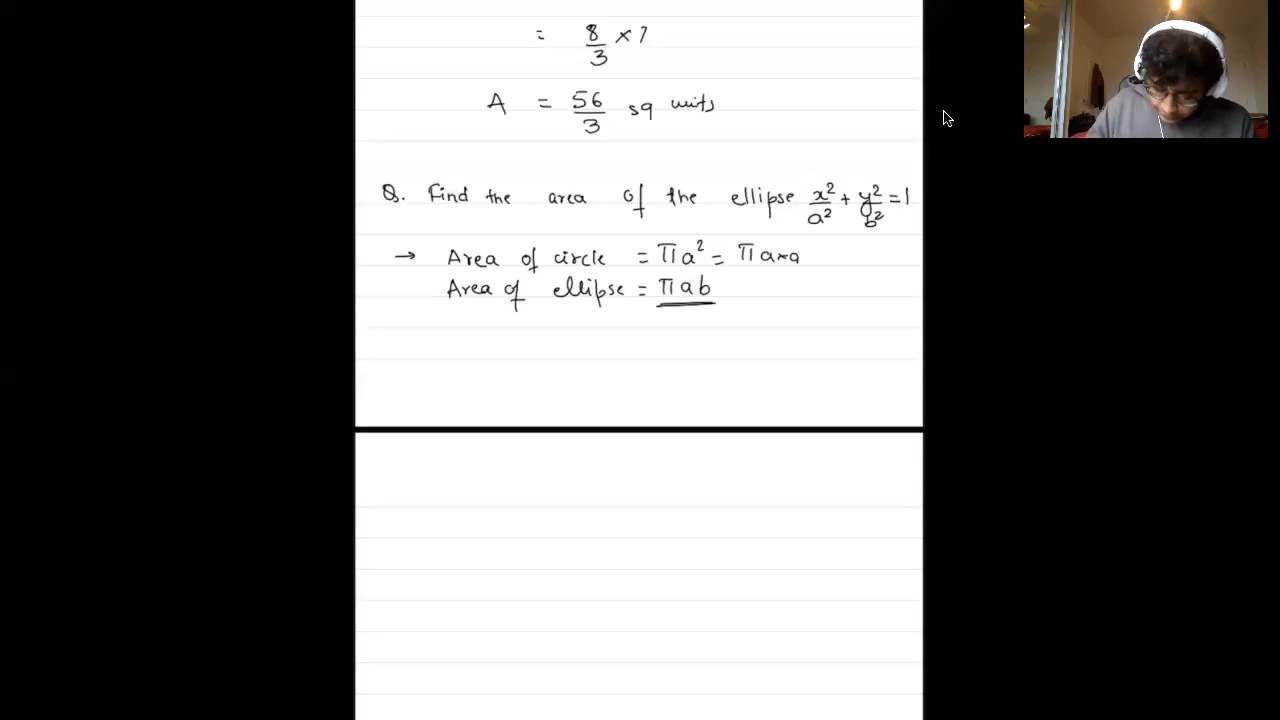 = 8/3 × 7
A = 56/3 sq units
Q. Find the area of the ellipse x²/a² + y²/b² = 1
→ Area of circle = πa² = πa×a
Area of ellipse = πab